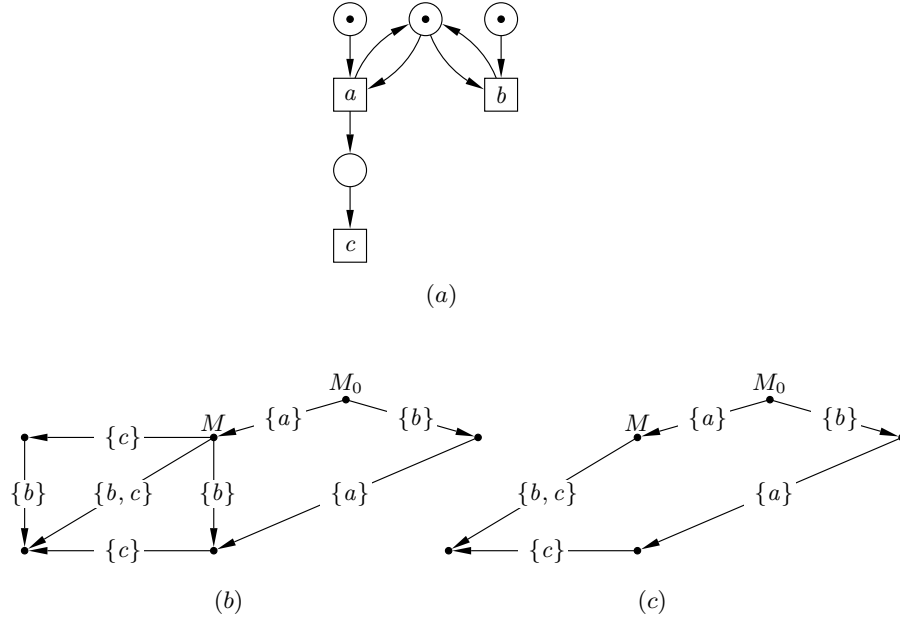 a b
c
(a)
M₀
M {a} {b}
{c}
{b} {b, c} {b} {a}
{c}
(b)
M₀
M {a} {b}
{b, c} {a}
{c}
(c)